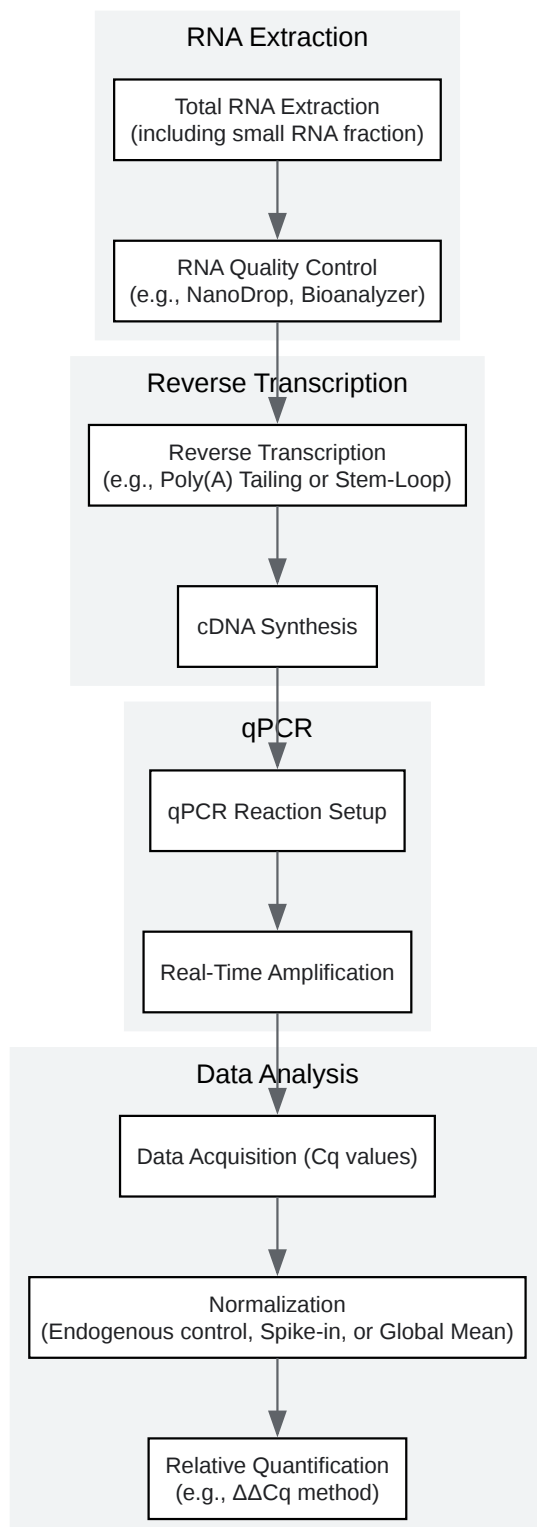 RNA Extraction
Total RNA Extraction
(including small RNA fraction)
RNA Quality Control
(e.g., NanoDrop, Bioanalyzer)
Reverse Transcription
Reverse Transcription
(e.g., Poly(A) Tailing or Stem-Loop)
cDNA Synthesis
qPCR
qPCR Reaction Setup
Real-Time Amplification
Data Analysis
Data Acquisition (Cq values)
Normalization
(Endogenous control, Spike-in, or Global Mean)
Relative Quantification
(e.g., ΔΔCq method)